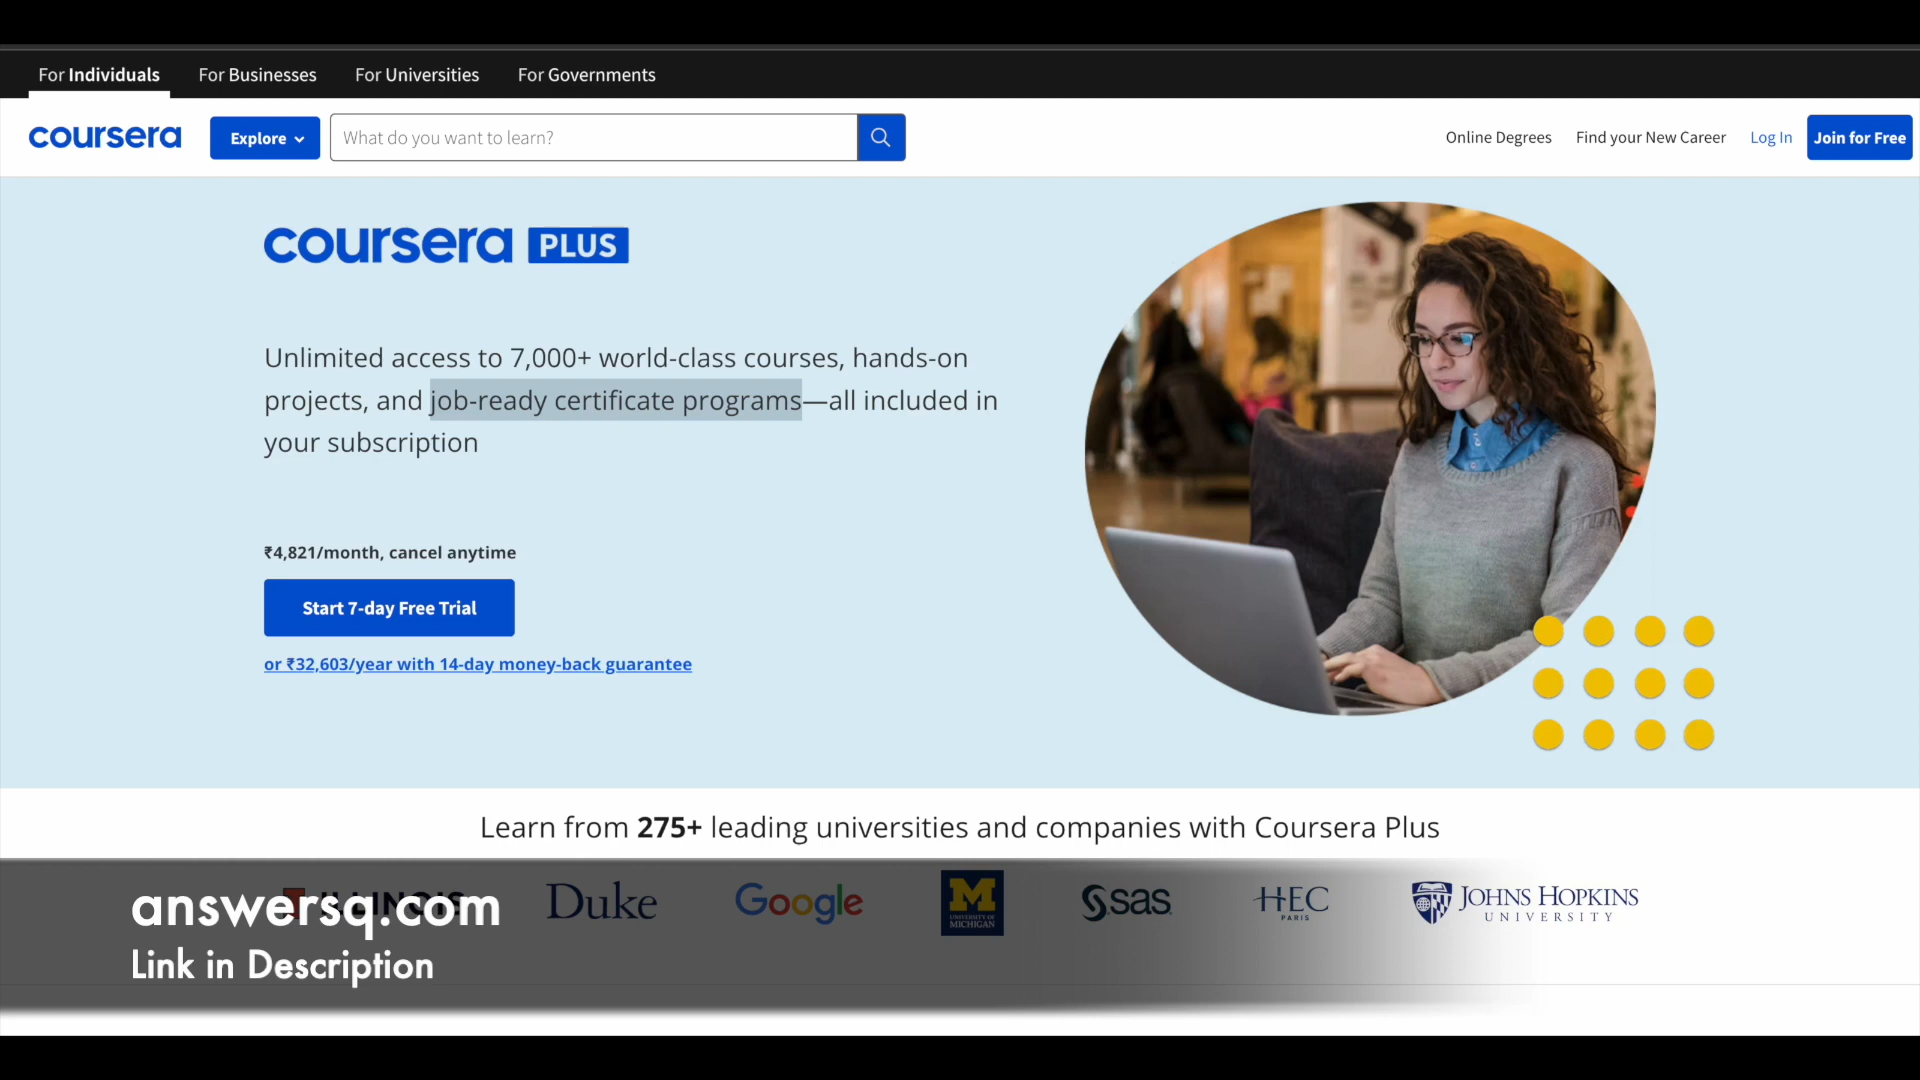 For Individuals For Businesses For Universities For Governments
coursera Explore What do you want to learn? Online Degrees Find your New Career Log In Join for Free
coursera PLUS
Unlimited access to 7,000+ world-class courses, hands-on
projects, and job-ready certificate programs—all included in
your subscription
₹4,821/month, cancel anytime
Start 7-day Free Trial
or ₹32,603/year with 14-day money-back guarantee
Learn from 275+ leading universities and companies with Coursera Plus
ILLINOIS Duke Google M UNIVERSITY OF MICHIGAN sas HEC PARIS JOHNS HOPKINS UNIVERSITY
answersq.com
Link in Description